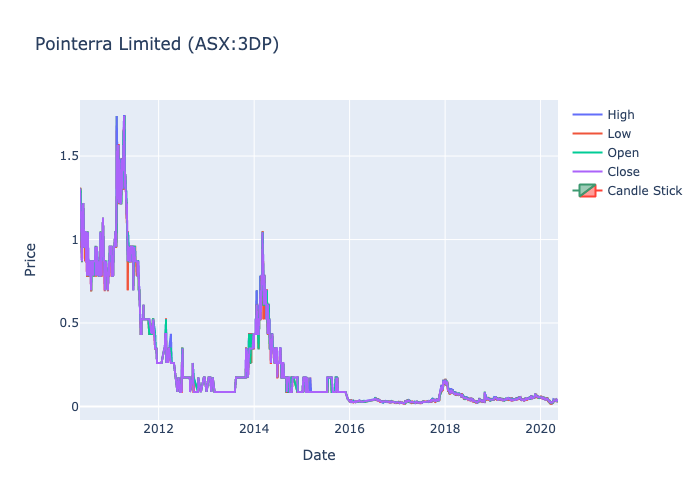 Pointerra Limited (ASX:3DP)
High
Low
Open
Close
Candle Stick
Price
1.5
1
0.5
0
2012
2014
2016
2018
2020
Date